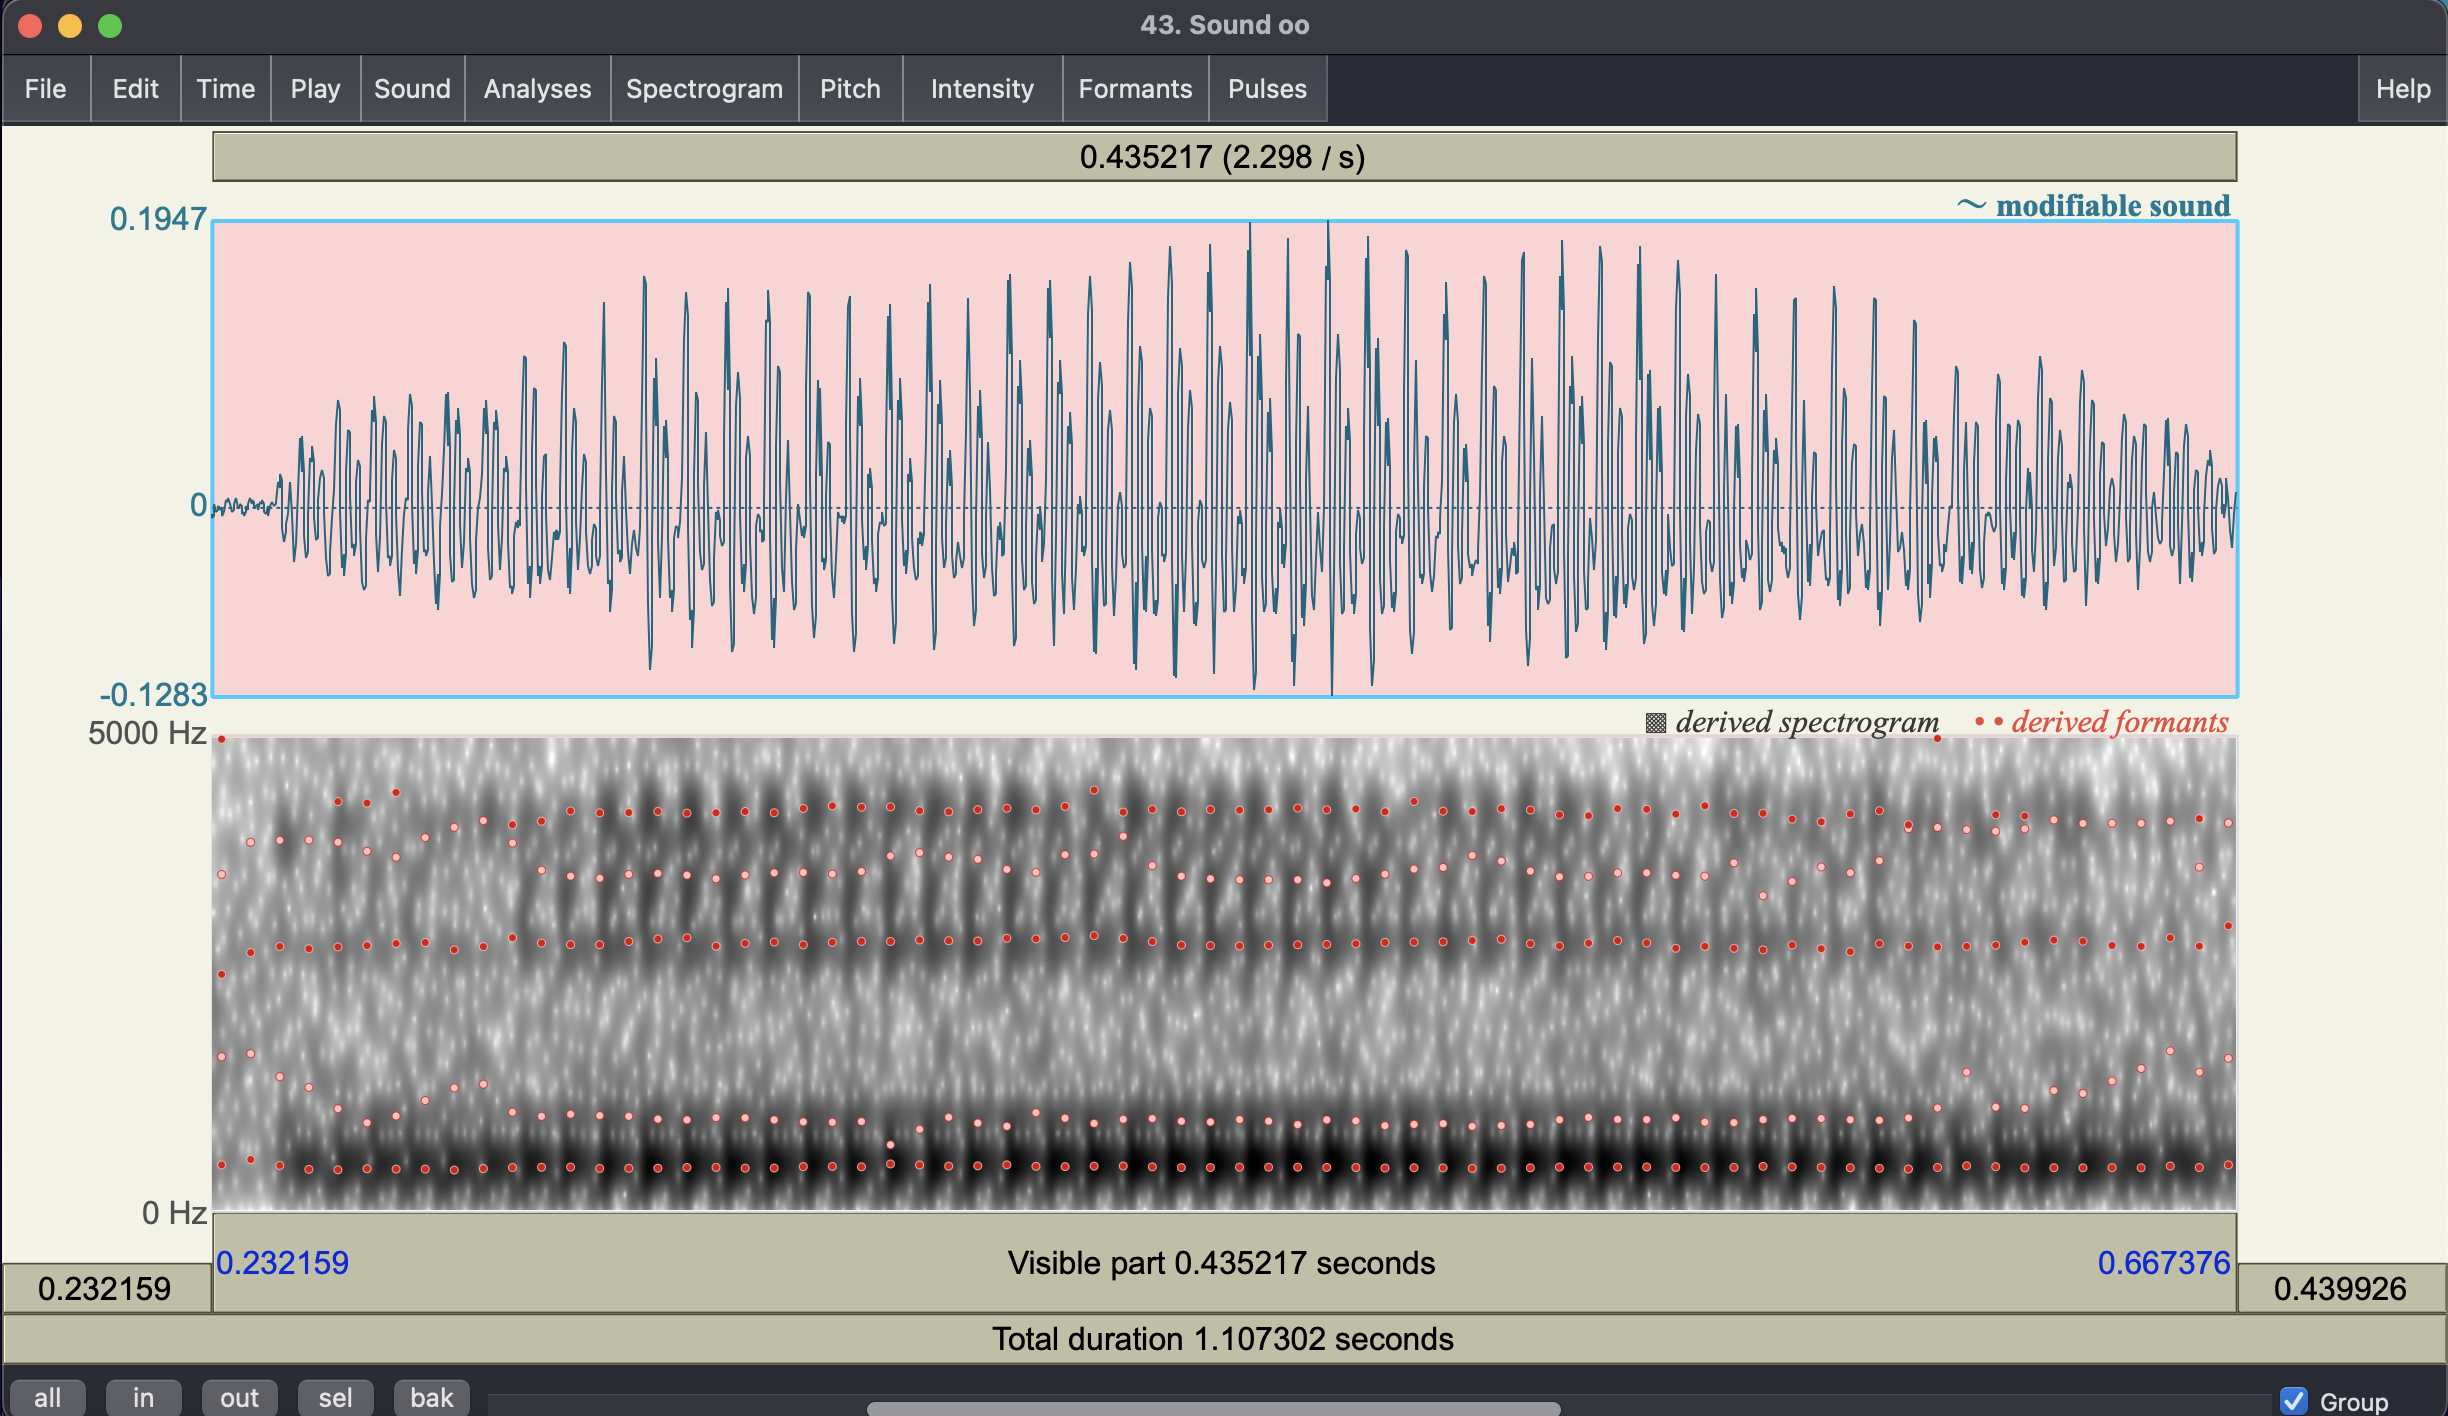 43. Sound oo
File Edit Time Play Sound Analyses Spectrogram Pitch Intensity Formants Pulses Help
0.435217 (2.298 / s)
0.1947
~ modifiable sound
0
-0.1283
5000 Hz
derived spectrogram
derived formants
0 Hz
0.232159 Visible part 0.435217 seconds 0.667376
0.232159 0.439926
Total duration 1.107302 seconds
all in out sel bak Group